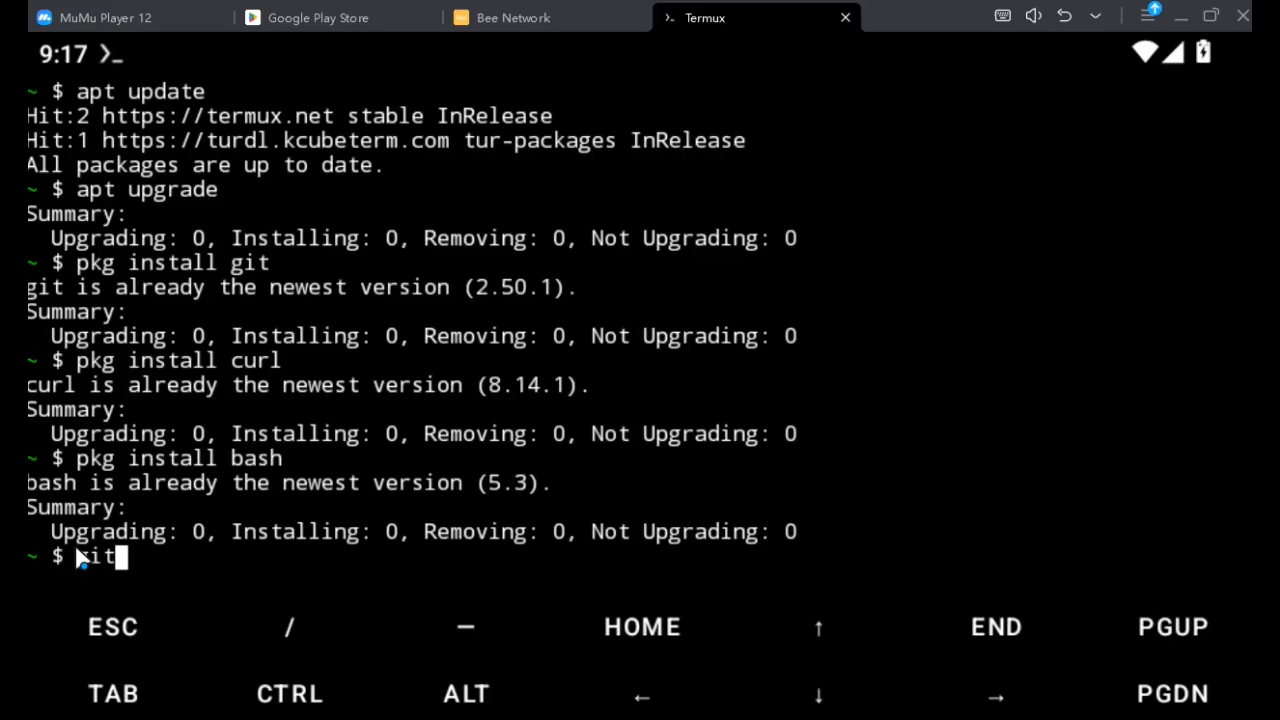 MuMu Player 12
Google Play Store
Bee Network
Termux
9:17
~ $ apt update
Hit:2 https://termux.net stable InRelease
Hit:1 https://turdl.kcubeterm.com tur-packages InRelease
All packages are up to date.
~ $ apt upgrade
Summary:
  Upgrading: 0, Installing: 0, Removing: 0, Not Upgrading: 0
~ $ pkg install git
git is already the newest version (2.50.1).
Summary:
  Upgrading: 0, Installing: 0, Removing: 0, Not Upgrading: 0
~ $ pkg install curl
curl is already the newest version (8.14.1).
Summary:
  Upgrading: 0, Installing: 0, Removing: 0, Not Upgrading: 0
~ $ pkg install bash
bash is already the newest version (5.3).
Summary:
  Upgrading: 0, Installing: 0, Removing: 0, Not Upgrading: 0
~ $
ESC / — HOME ↑ END PGUP
TAB CTRL ALT ← ↓ → PGDN